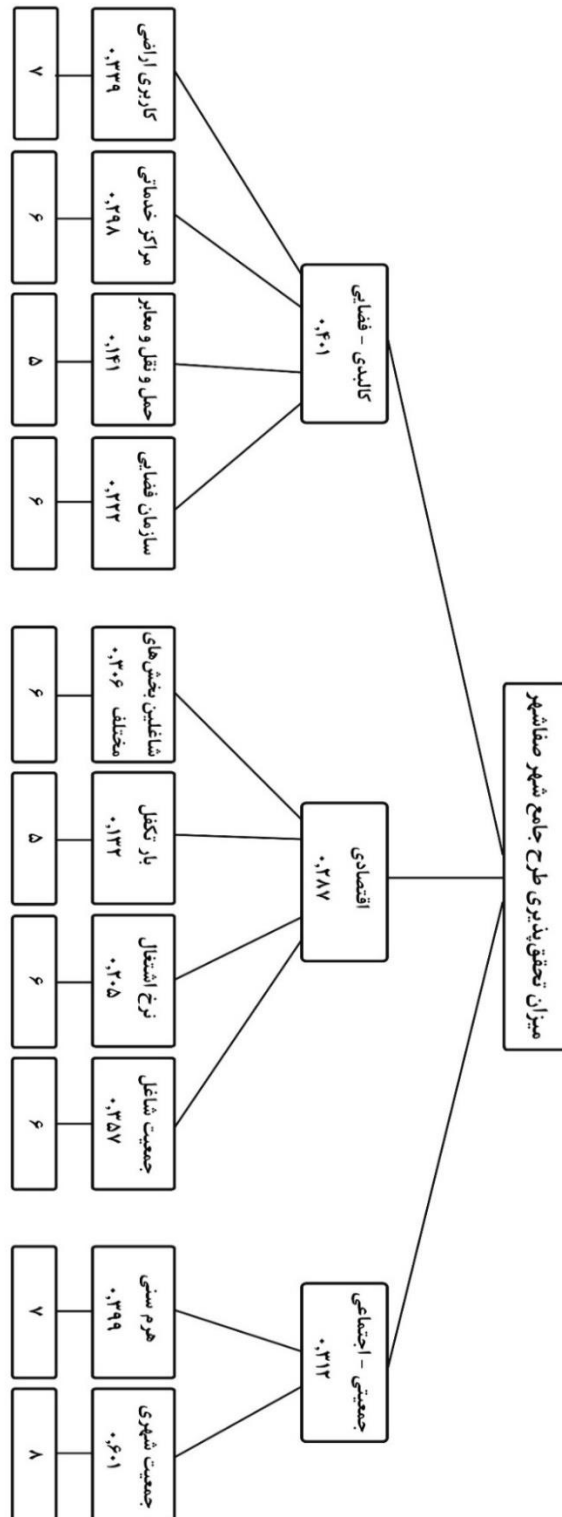 میزان تحقق‌پذیری طرح جامع شهر صفاشهر
جمعیتی - اجتماعی
۰,۳۱۲
اقتصادی
۰,۲۸۷
کالبدی - فضایی
۰,۴۰۱
جمعیت شهری
۰,۶۰۱
هرم سنی
۰,۳۹۹
جمعیت شاغل
۰,۳۵۷
نرخ اشتغال
۰,۲۰۵
بار تکفل
۰,۱۳۲
شاغلین بخش‌های
مختلف ۰,۳۰۶
سازمان فضایی
۰,۲۲۲
حمل و نقل و معابر
۰,۱۴۱
مراکز خدماتی
۰,۲۹۸
کاربری اراضی
۰,۳۳۹
۸
۷
۶
۶
۵
۶
۶
۵
۶
۷